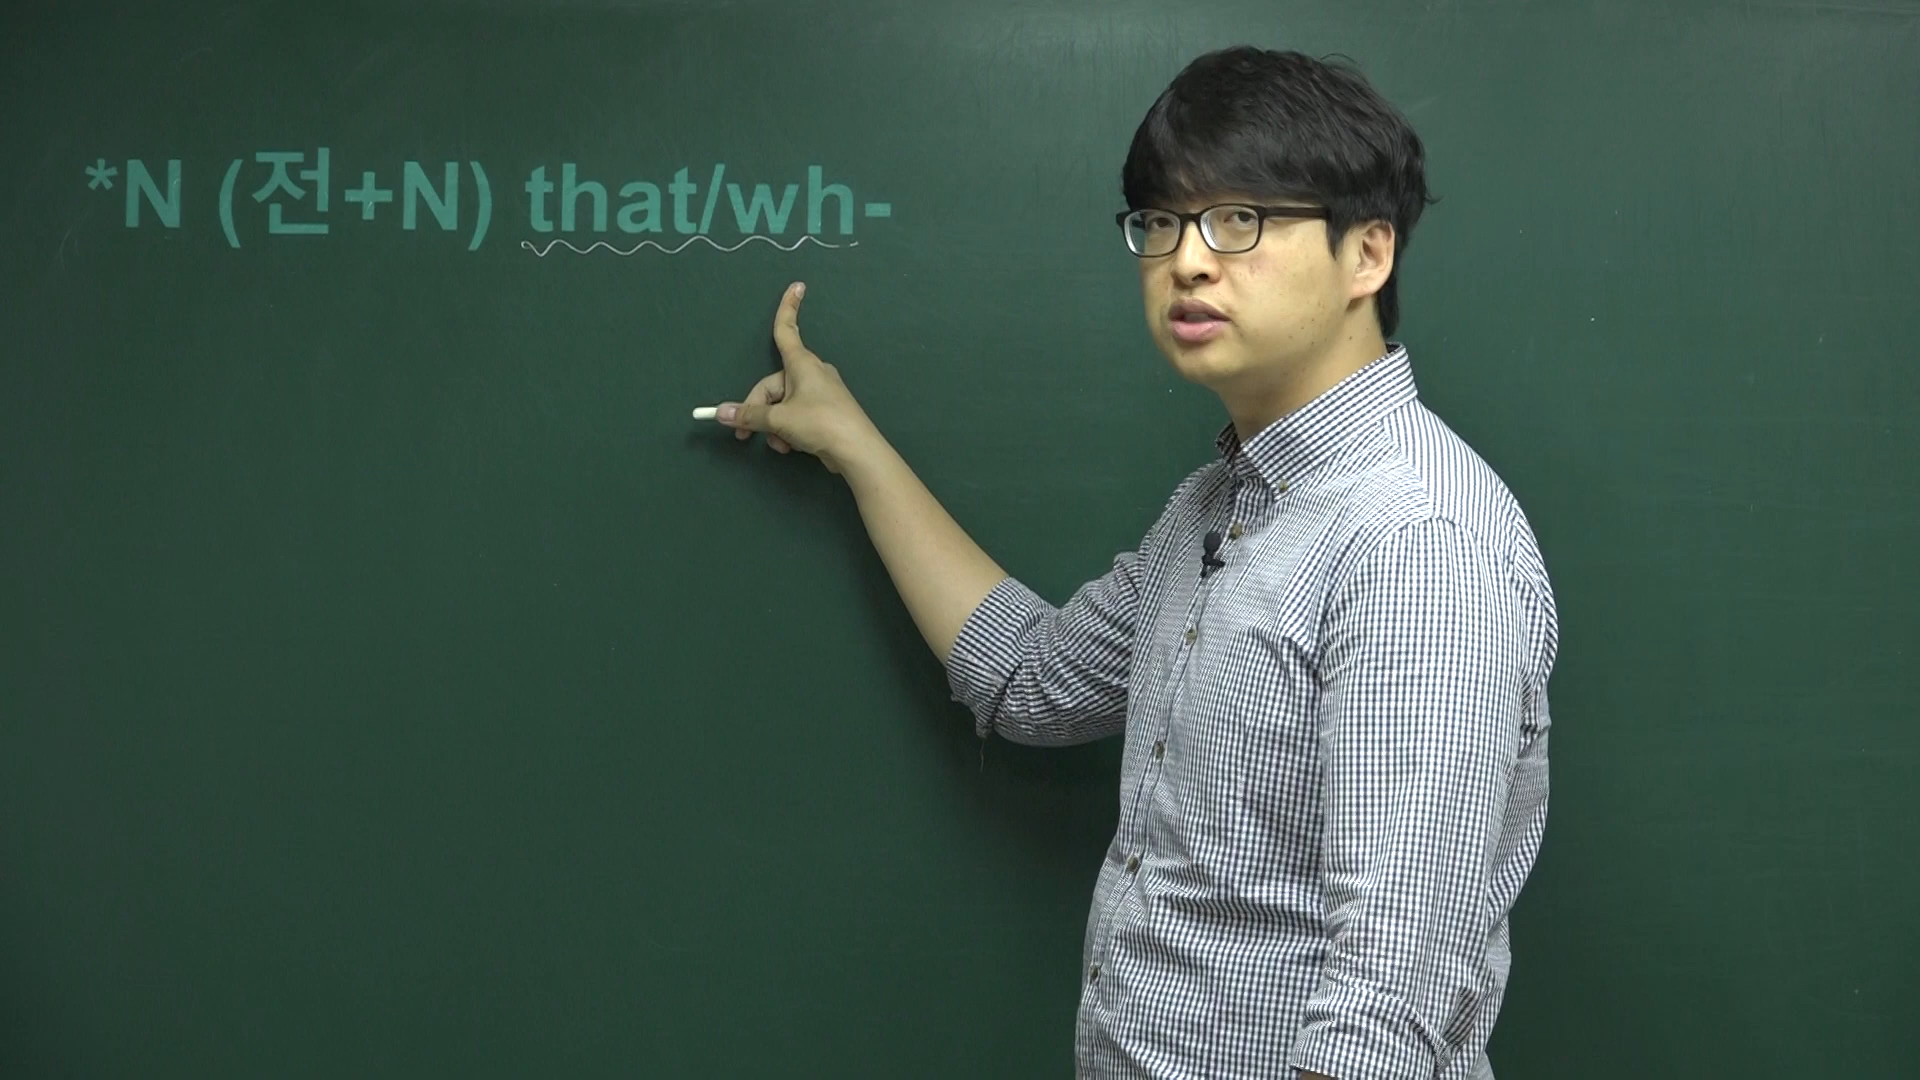 *N (전+N) that/wh-